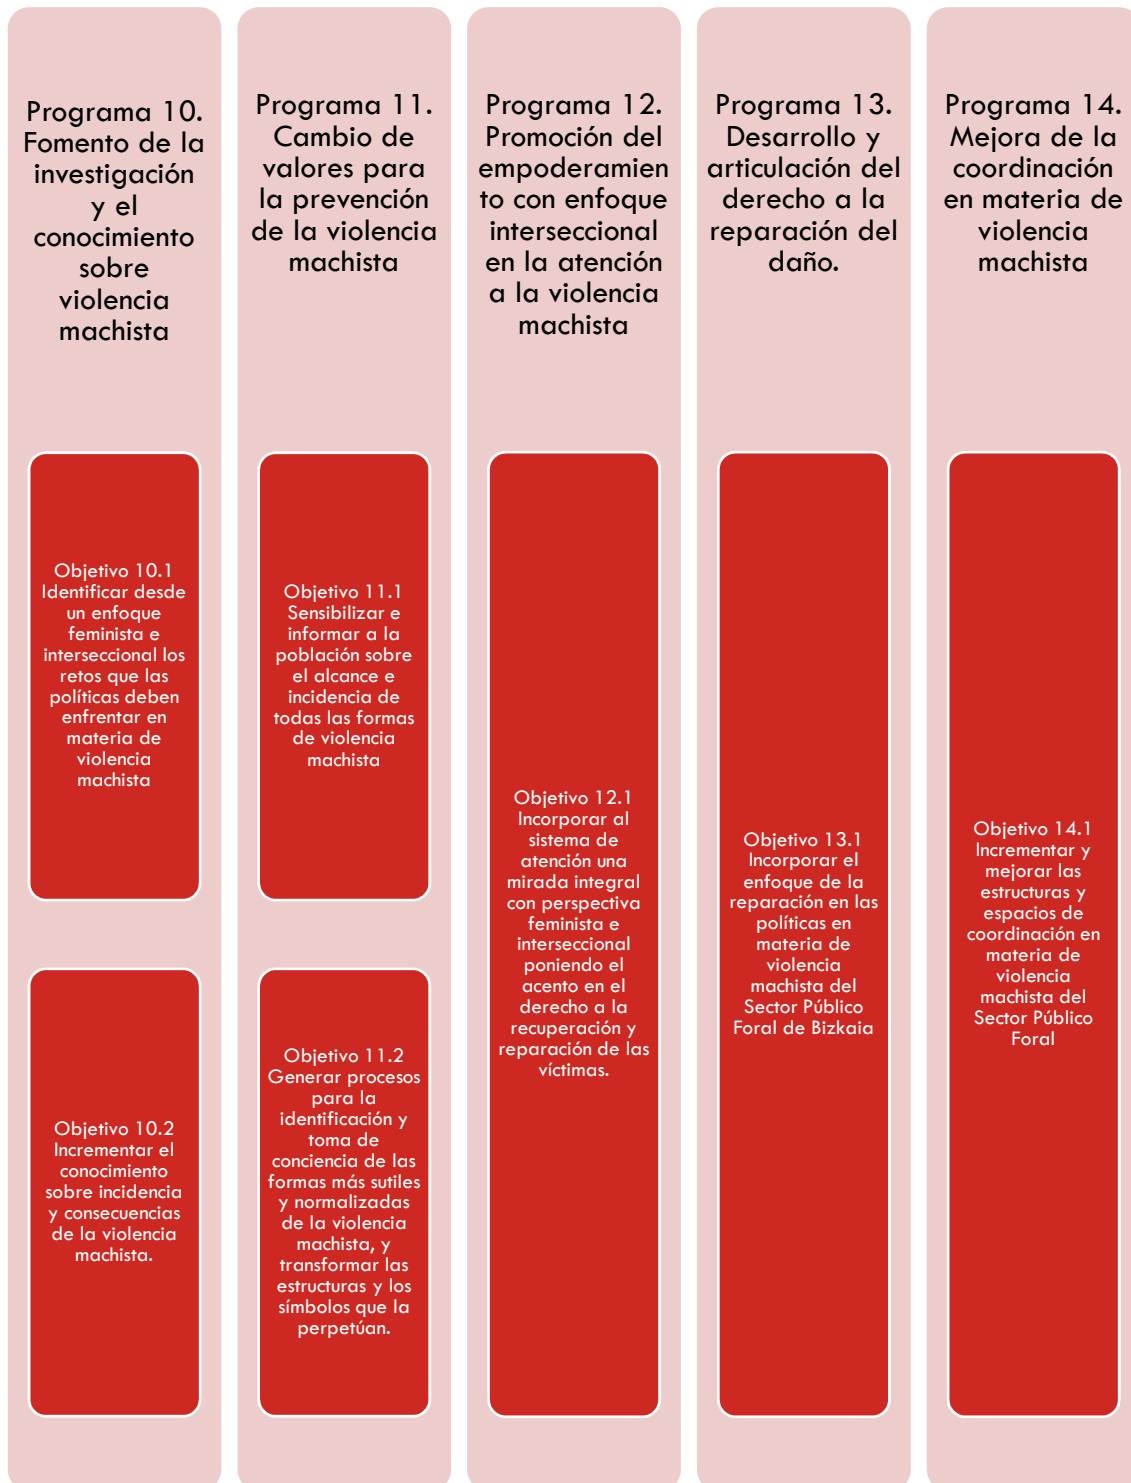 Programa 10.
Fomento de la
investigación
y el
conocimiento
sobre
violencia
machista
Objetivo 10.1
Identificar desde
un enfoque
feminista e
interseccional los
retos que las
políticas deben
enfrentar en
materia de
violencia
machista
Objetivo 10.2
Incrementar el
conocimiento
sobre incidencia
y consecuencias
de la violencia
machista.
Programa 11.
Cambio de
valores para
la prevención
de la violencia
machista
Objetivo 11.1
Sensibilizar e
informar a la
población sobre
el alcance e
incidencia de
todas las formas
de violencia
machista
Objetivo 11.2
Generar procesos
para la
identificación y
toma de
conciencia de las
formas más sutiles
y normalizadas
de la violencia
machista, y
transformar las
estructuras y los
símbolos que la
perpetúan.
Programa 12.
Promoción del
empoderamien
to con enfoque
interseccional
en la atención
a la violencia
machista
Objetivo 12.1
Incorporar al
sistema de
atención una
mirada integral
con perspectiva
feminista e
interseccional
poniendo el
acento en el
derecho a la
recuperación y
reparación de las
víctimas.
Programa 13.
Desarrollo y
articulación del
derecho a la
reparación del
daño.
Objetivo 13.1
Incorporar el
enfoque de la
reparación en las
políticas en
materia de
violencia
machista del
Sector Público
Foral de Bizkaia
Programa 14.
Mejora de la
coordinación
en materia de
violencia
machista
Objetivo 14.1
Incrementar y
mejorar las
estructuras y
espacios de
coordinación en
materia de
violencia
machista del
Sector Público
Foral